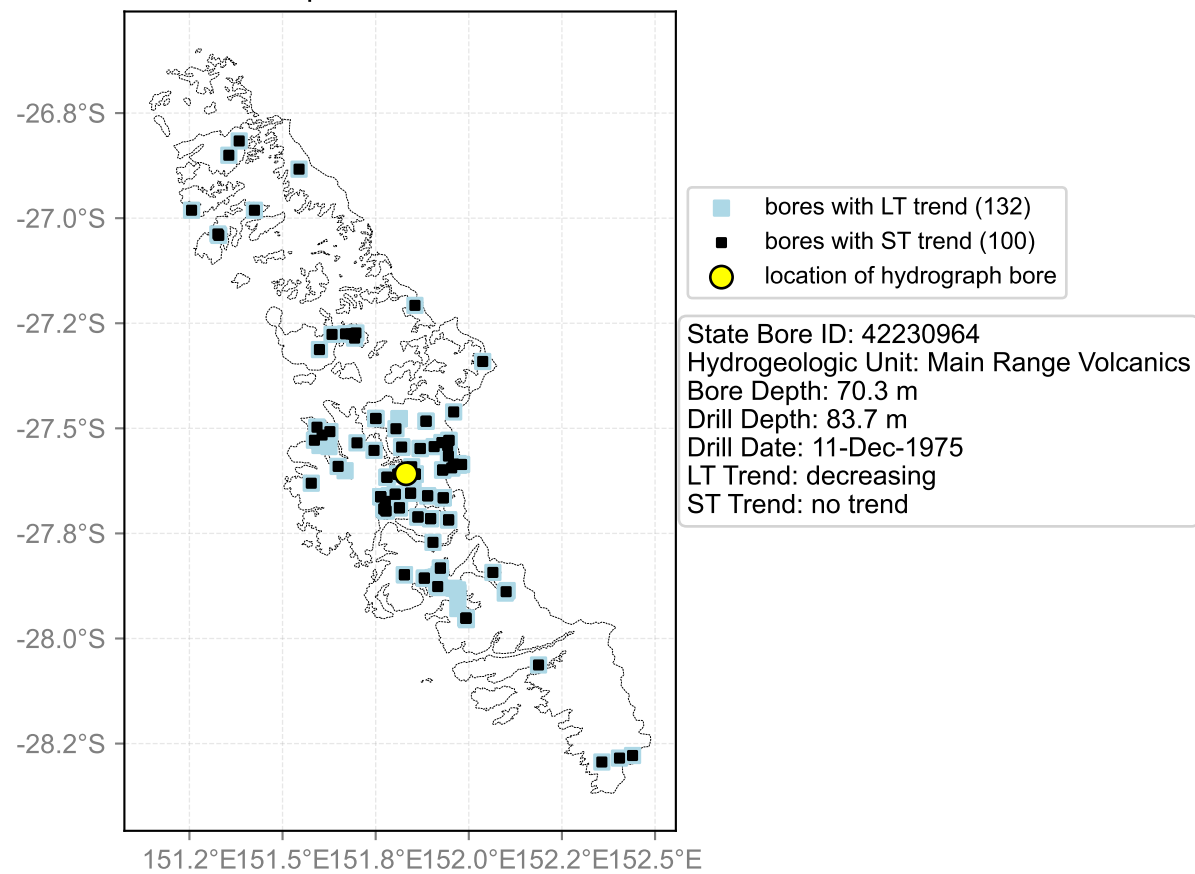 -26.8°S
-27.0°S
-27.2°S
-27.5°S
-27.8°S
-28.0°S
-28.2°S
151.2°E151.5°E151.8°E152.0°E152.2°E152.5°E
bores with LT trend (132)
bores with ST trend (100)
location of hydrograph bore
State Bore ID: 42230964
Hydrogeologic Unit: Main Range Volcanics
Bore Depth: 70.3 m
Drill Depth: 83.7 m
Drill Date: 11-Dec-1975
LT Trend: decreasing
ST Trend: no trend